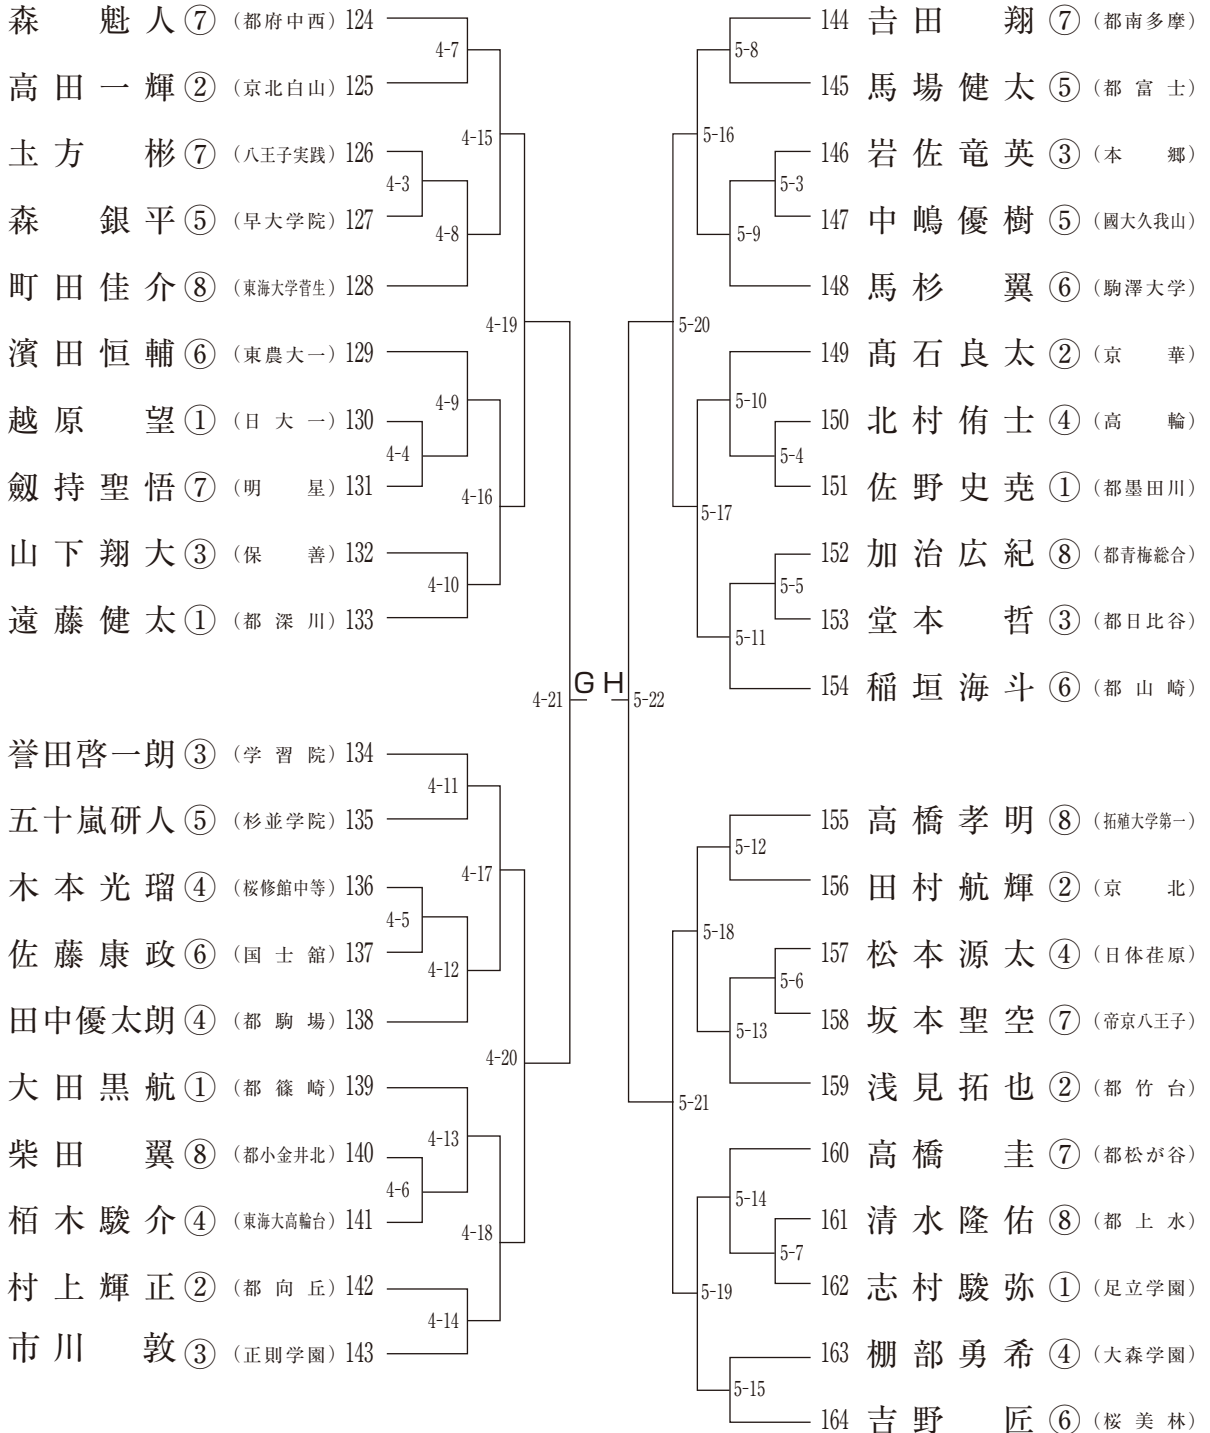 森 魁人 ⑦ (都府中西) 124
4-7
高田一輝 ② (京北白山) 125
4-15
圡方 彬 ⑦ (八王子実践) 126
4-3
森 銀平 ⑤ (早大学院) 127
4-8
町田佳介 ⑧ (東海大学菅生) 128
4-19
濱田恒輔 ⑥ (東農大一) 129
4-9
越原 望 ① (日大一) 130
4-4
劔持聖悟 ⑦ (明星) 131
4-16
山下翔大 ③ (保善) 132
4-10
遠藤健太 ① (都深川) 133
4-21
G
誉田啓一朗 ③ (学習院) 134
4-11
五十嵐研人 ⑤ (杉並学院) 135
4-17
木本光瑠 ④ (桜修館中等) 136
4-5
佐藤康政 ⑥ (国士舘) 137
4-12
田中優太朗 ④ (都駒場) 138
4-20
大田黒航 ① (都篠崎) 139
4-13
柴田 翼 ⑧ (都小金井北) 140
4-6
栢木駿介 ④ (東海大高輪台) 141
4-18
村上輝正 ② (都向丘) 142
4-14
市川 敦 ③ (正則学園) 143
144 吉田 翔 ⑦ (都南多摩)
5-8
145 馬場健太 ⑤ (都富士)
5-16
146 岩佐竜英 ③ (本郷)
5-3
147 中嶋優樹 ⑤ (國大久我山)
5-9
148 馬杉 翼 ⑥ (駒澤大学)
5-20
149 髙石良太 ② (京華)
5-10
150 北村侑士 ④ (高輪)
5-4
151 佐野史尭 ① (都墨田川)
5-17
152 加治広紀 ⑧ (都青梅総合)
5-5
153 堂本 哲 ③ (都日比谷)
5-11
154 稲垣海斗 ⑥ (都山崎)
H
5-22
155 高橋孝明 ⑧ (拓殖大学第一)
5-12
156 田村航輝 ② (京北)
5-18
157 松本源太 ④ (日体荏原)
5-6
158 坂本聖空 ⑦ (帝京八王子)
5-13
159 浅見拓也 ② (都竹台)
5-21
160 高橋 圭 ⑦ (都松が谷)
5-14
161 清水隆佑 ⑧ (都上水)
5-7
162 志村駿弥 ① (足立学園)
5-19
163 棚部勇希 ④ (大森学園)
5-15
164 吉野 匠 ⑥ (桜美林)